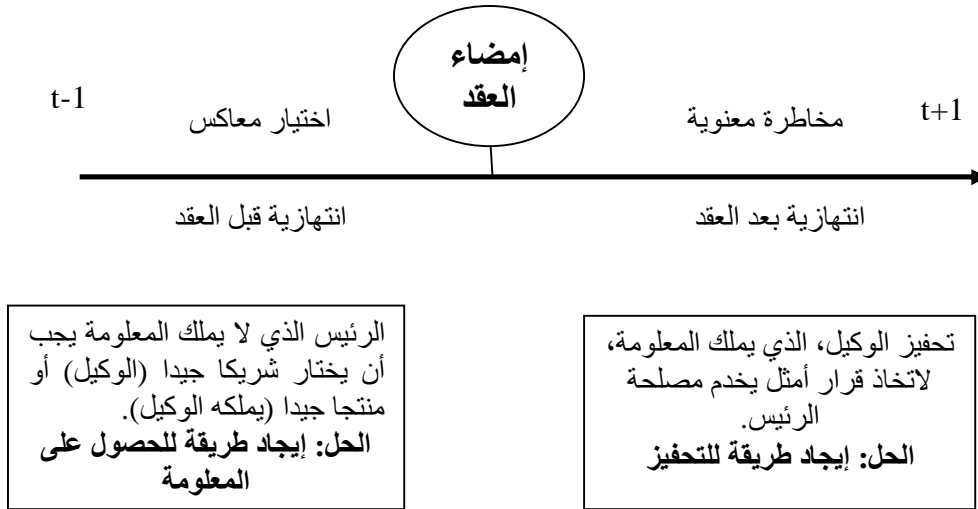 إمضاء
العقد
t-1
اختيار معاكس
مخاطرة معنوية
t+1
انتهازية قبل العقد
انتهازية بعد العقد
الرئيس الذي لا يملك المعلومة يجب
أن يختار شريكا جيدا (الوكيل) أو
منتجا جيدا (يملكه الوكيل).
الحل: إيجاد طريقة للحصول على
المعلومة
تحفيز الوكيل، الذي يملك المعلومة،
لاتخاذ قرار أمثل يخدم مصلحة
الرئيس.
الحل: إيجاد طريقة للتحفيز